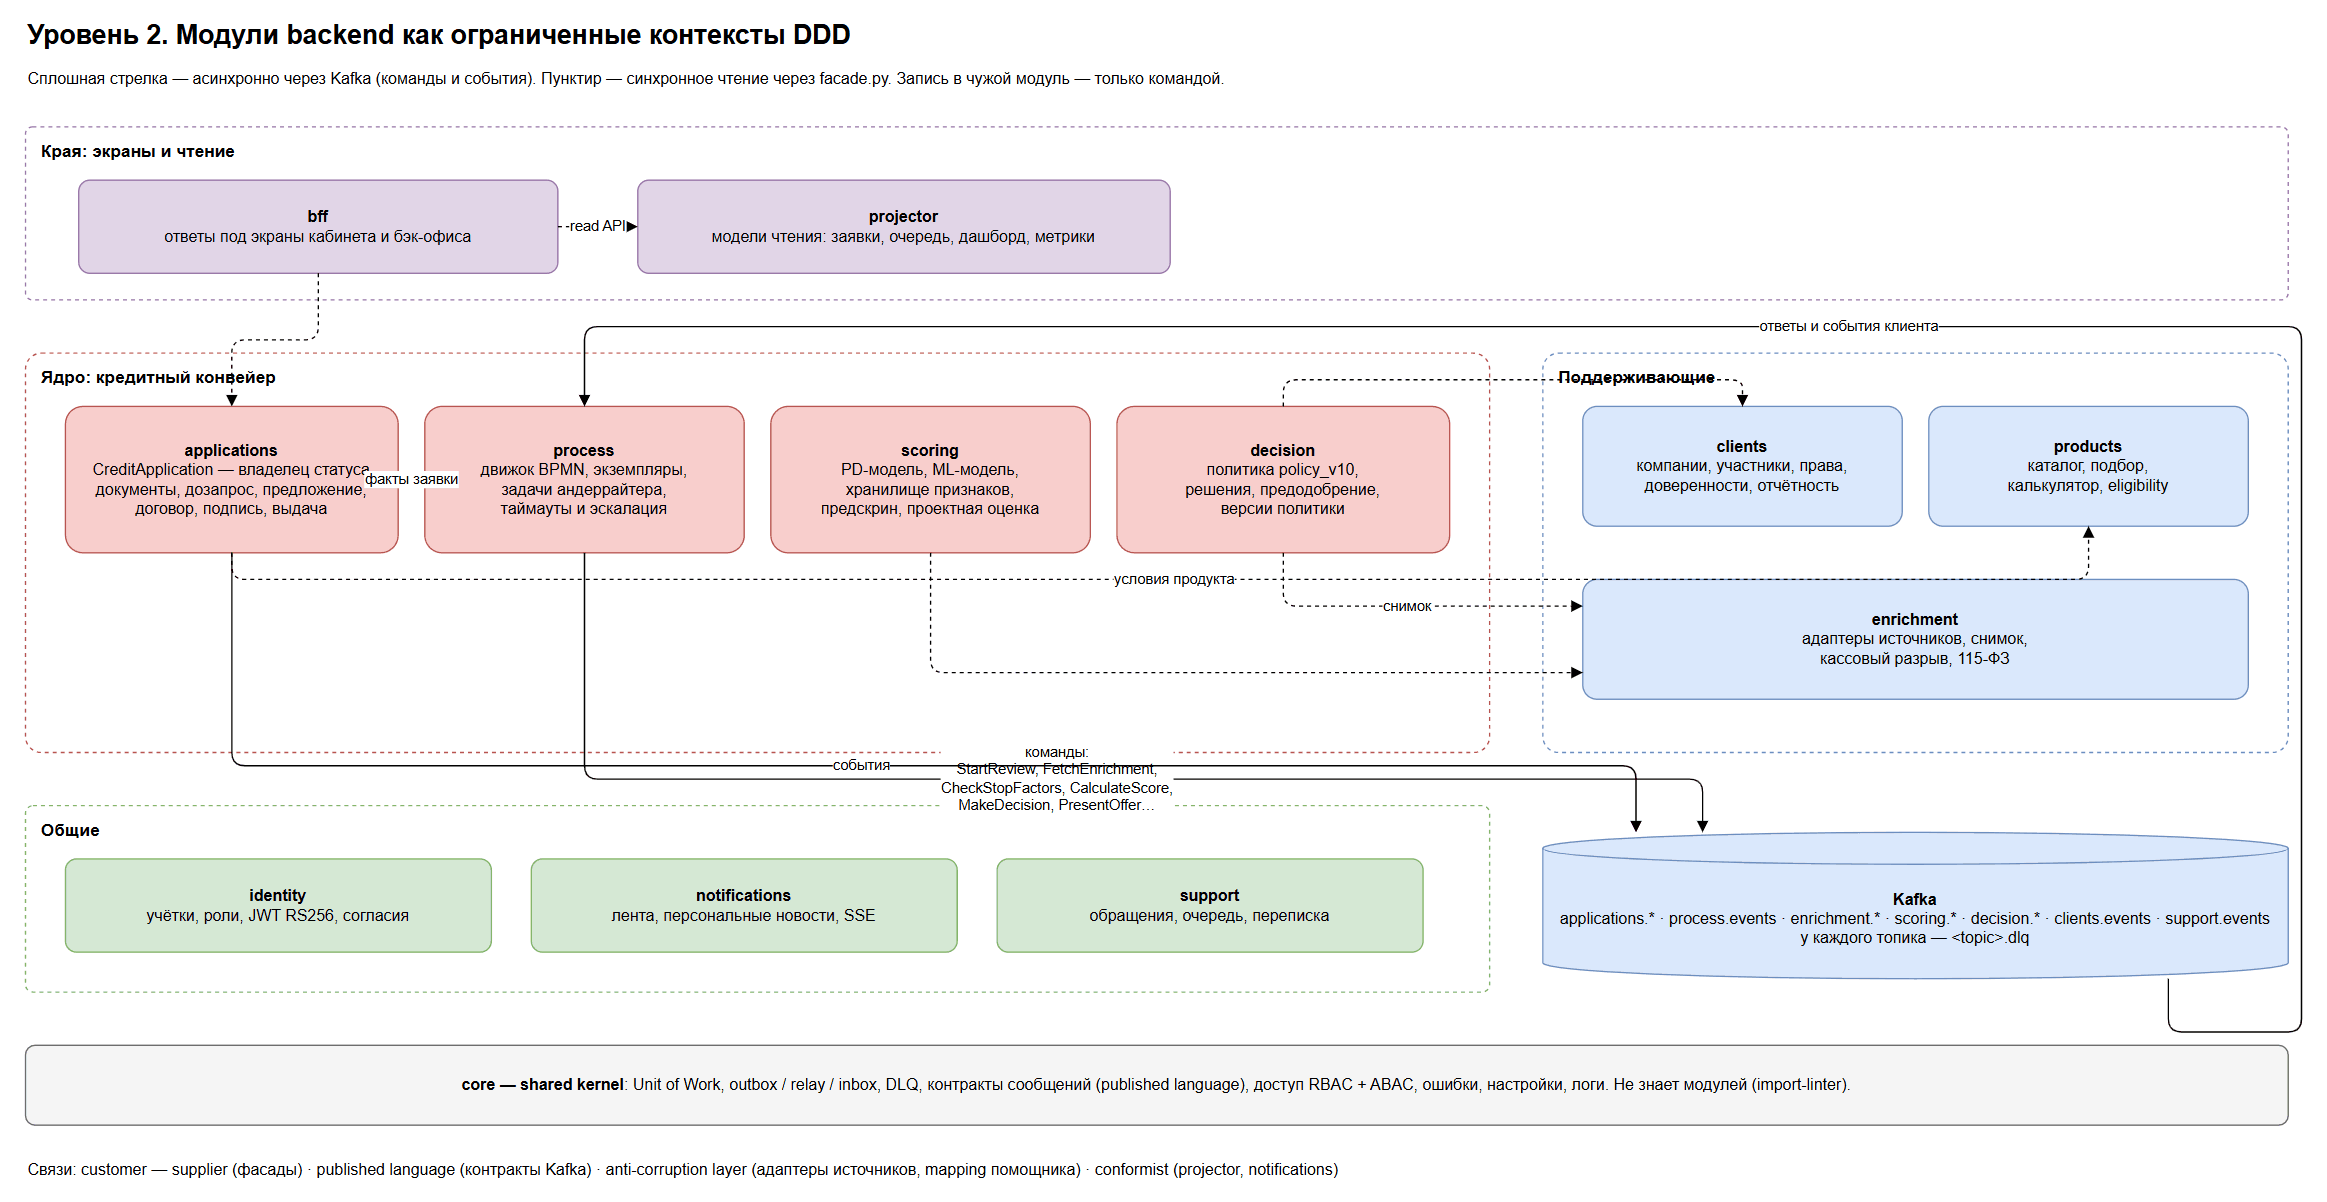 Уровень 2. Модули backend как ограниченные контексты DDD
Сплошная стрелка — асинхронно через Kafka (команды и события). Пунктир — синхронное чтение через facade.py. Запись в чужой модуль — только командой.
Края: экраны и чтение
bff
ответы под экраны кабинета и бэк-офиса
read API
projector
модели чтения: заявки, очередь, дашборд, метрики
ответы и события клиента
Ядро: кредитный конвейер
applications
CreditApplication — владелец статуса,
документы, дозапрос, предложение,
договор, подпись, выдача
факты заявки
process
движок BPMN, экземпляры,
задачи андеррайтера,
таймауты и эскалация
scoring
PD-модель, ML-модель,
хранилище признаков,
предскрин, проектная оценка
decision
политика policy_v10,
решения, предодобрение,
версии политики
Поддерживающие
clients
компании, участники, права,
доверенности, отчётность
products
каталог, подбор,
калькулятор, eligibility
условия продукта
снимок
enrichment
адаптеры источников, снимок,
кассовый разрыв, 115-ФЗ
события
команды:
StartReview, FetchEnrichment,
CheckStopFactors, CalculateScore,
MakeDecision, PresentOffer…
Общие
identity
учётки, роли, JWT RS256, согласия
notifications
лента, персональные новости, SSE
support
обращения, очередь, переписка
Kafka
applications.* · process.events · enrichment.* · scoring.* · decision.* · clients.events · support.events
у каждого топика — <topic>.dlq
core — shared kernel: Unit of Work, outbox / relay / inbox, DLQ, контракты сообщений (published language), доступ RBAC + ABAC, ошибки, настройки, логи. Не знает модулей (import-linter).
Связи: customer — supplier (фасады) · published language (контракты Kafka) · anti-corruption layer (адаптеры источников, mapping помощника) · conformist (projector, notifications)